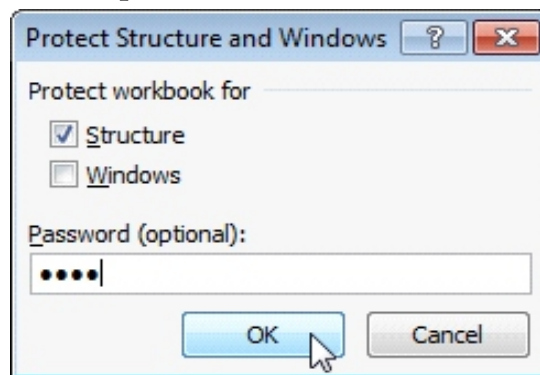 Protect Structure and Windows
Protect workbook for
Structure
Windows
Password (optional):
••••
OK
Cancel